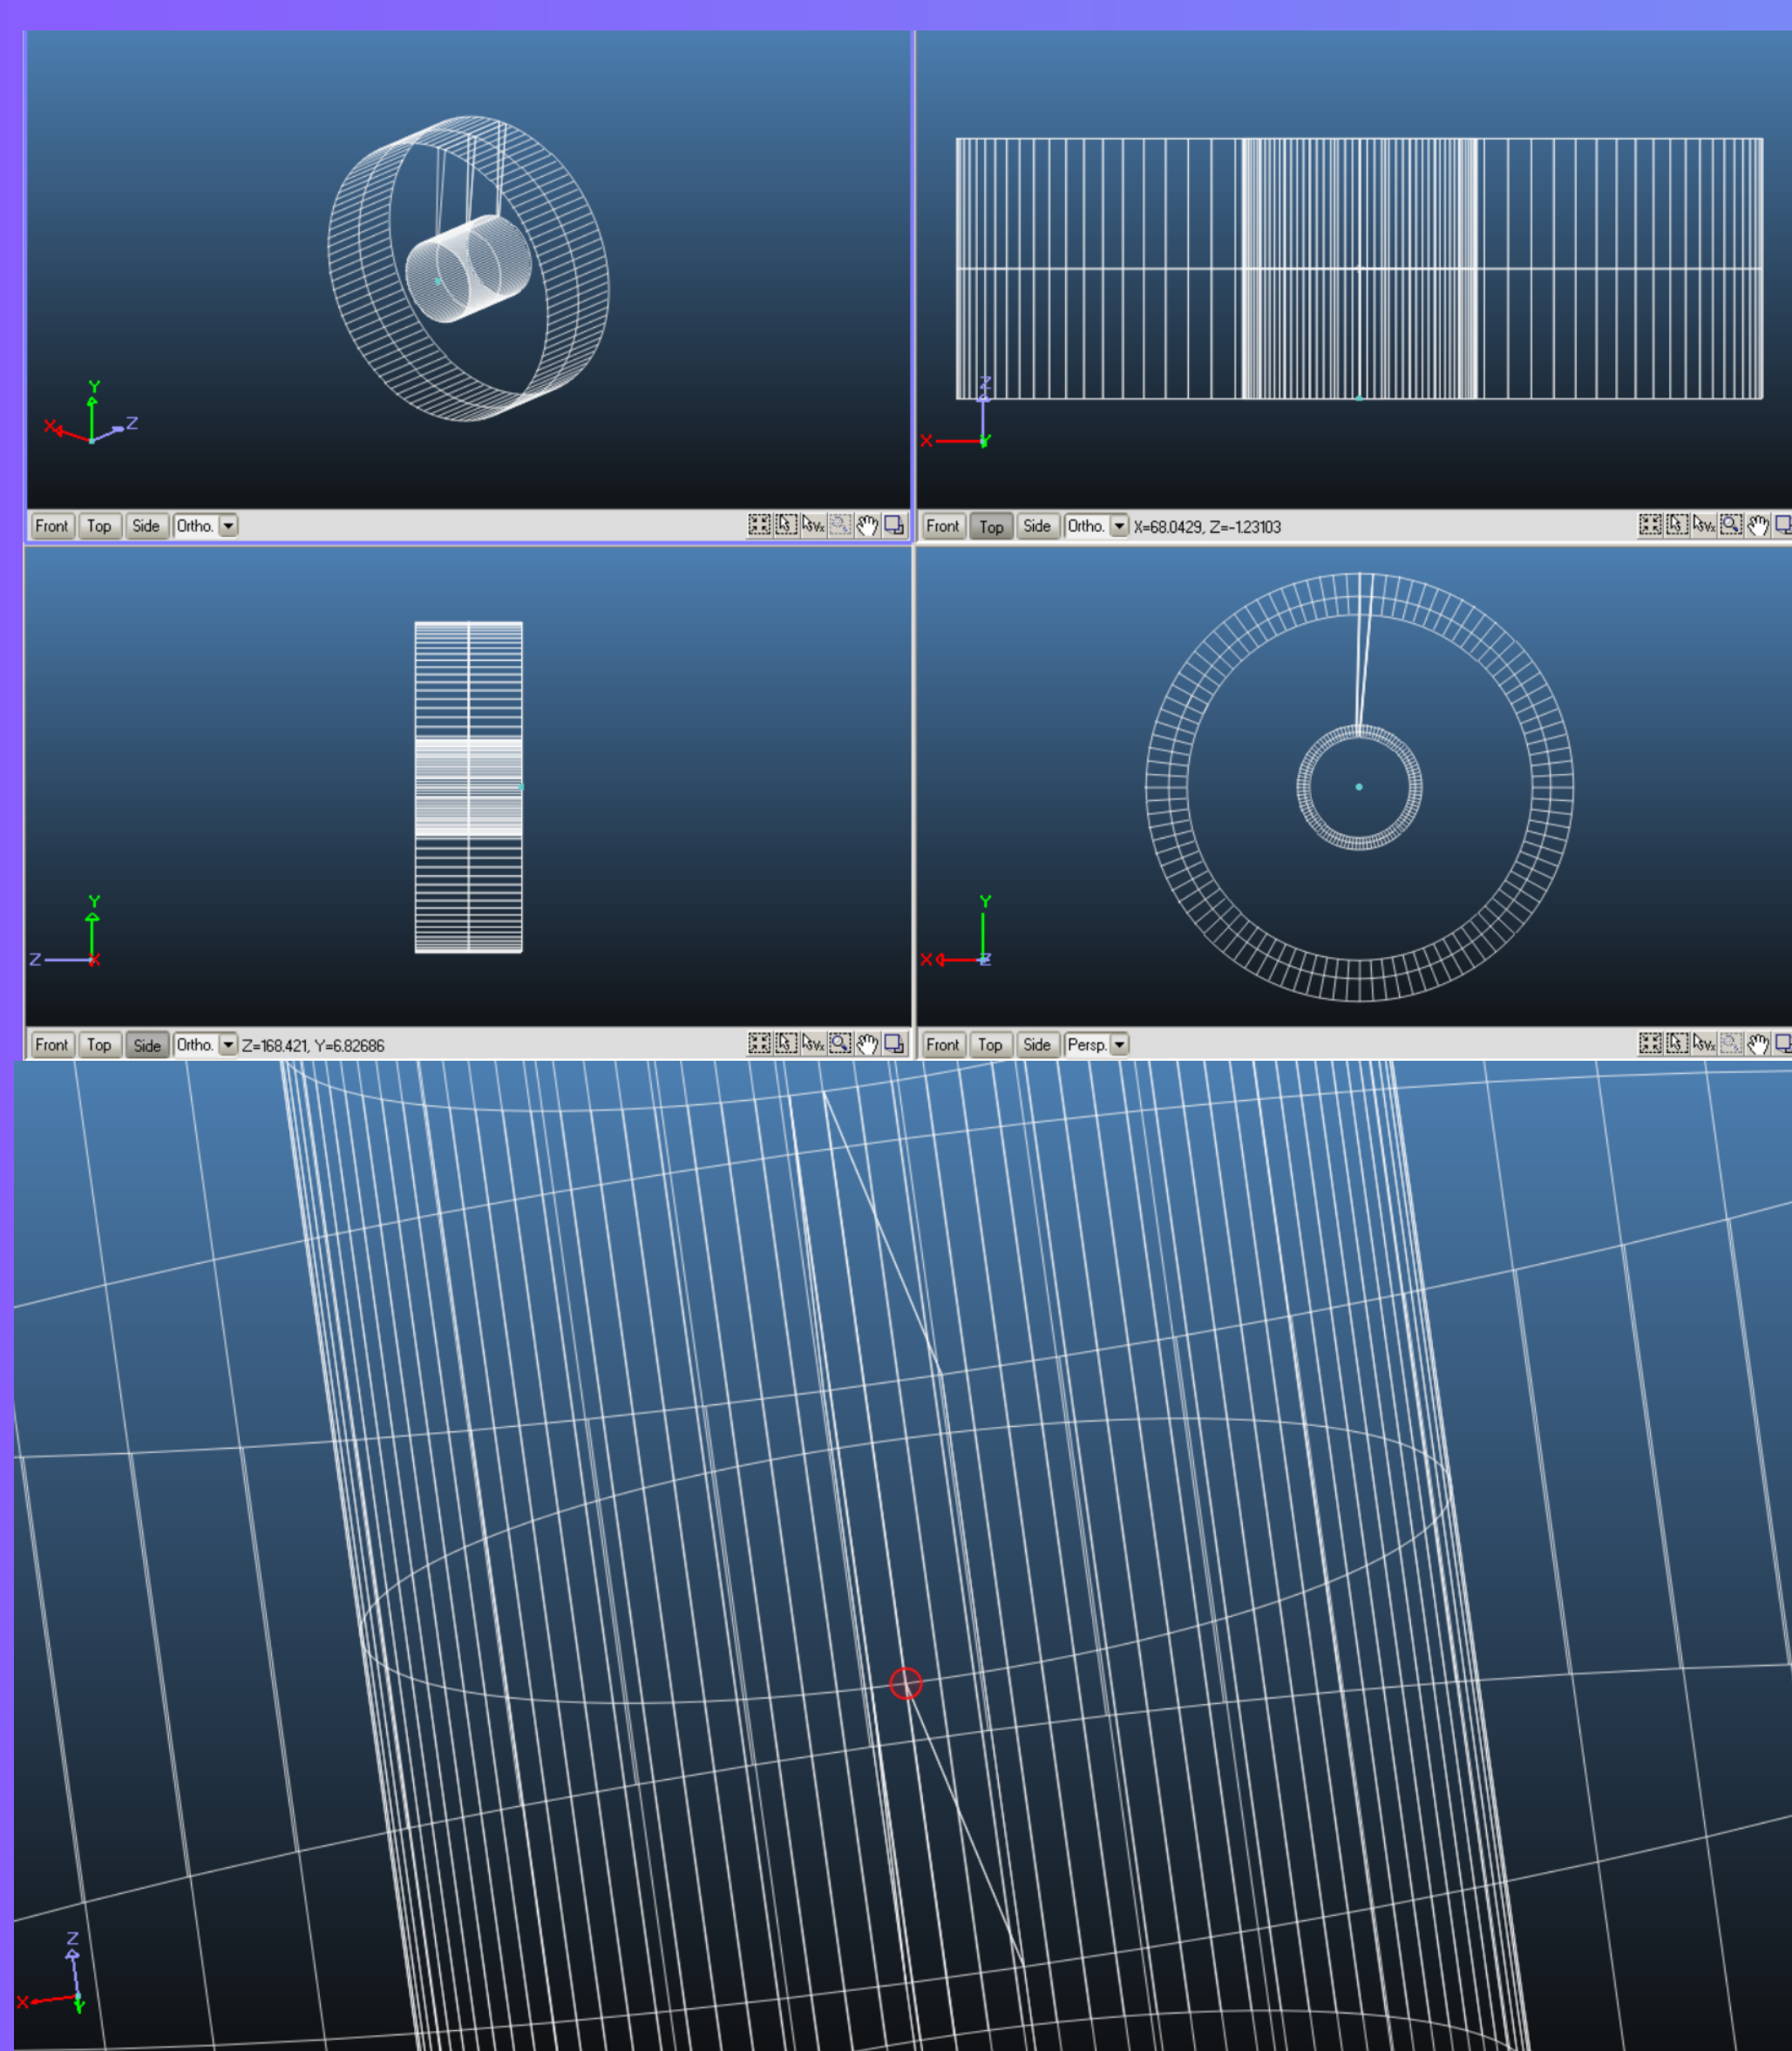 Y
X Z
Z
X Y
Front Top Side Ortho.
Front Top Side Ortho. X=68.0429, Z=-1.23103
Y
Z X
Y
X Z
Front Top Side Ortho. Z=168.421, Y=6.82686
Front Top Side Persp.
Z
X Y